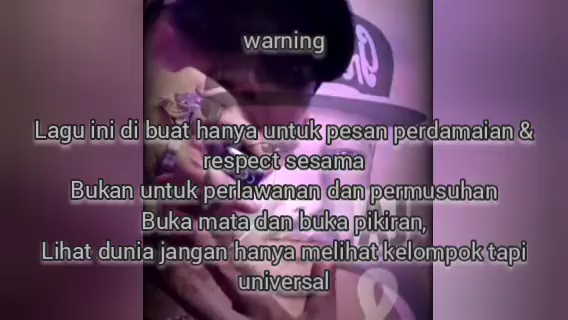 warning
Lagu ini di buat hanya untuk pesan perdamaian &
respect sesama
Bukan untuk perlawanan dan permusuhan
Buka mata dan buka pikiran,
Lihat dunia jangan hanya melihat kelompok tapi
universal